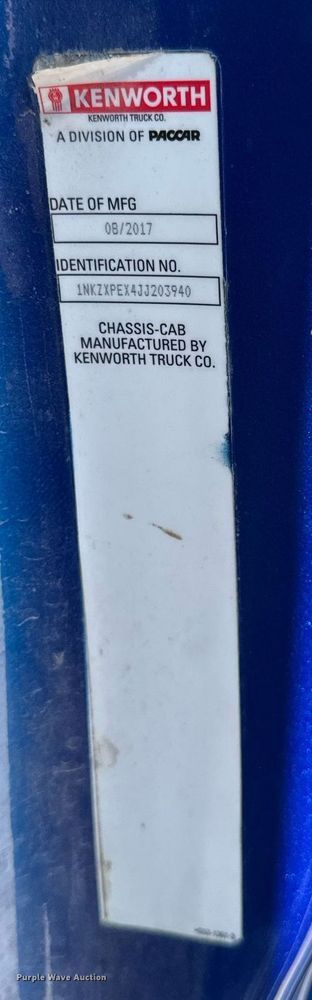 KENWORTH
KENWORTH TRUCK CO.
A DIVISION OF PACCAR
DATE OF MFG
08/2017
IDENTIFICATION NO.
1NKZXPEX4JJ203940
CHASSIS-CAB
MANUFACTURED BY
KENWORTH TRUCK CO.
Purple Wave Auction